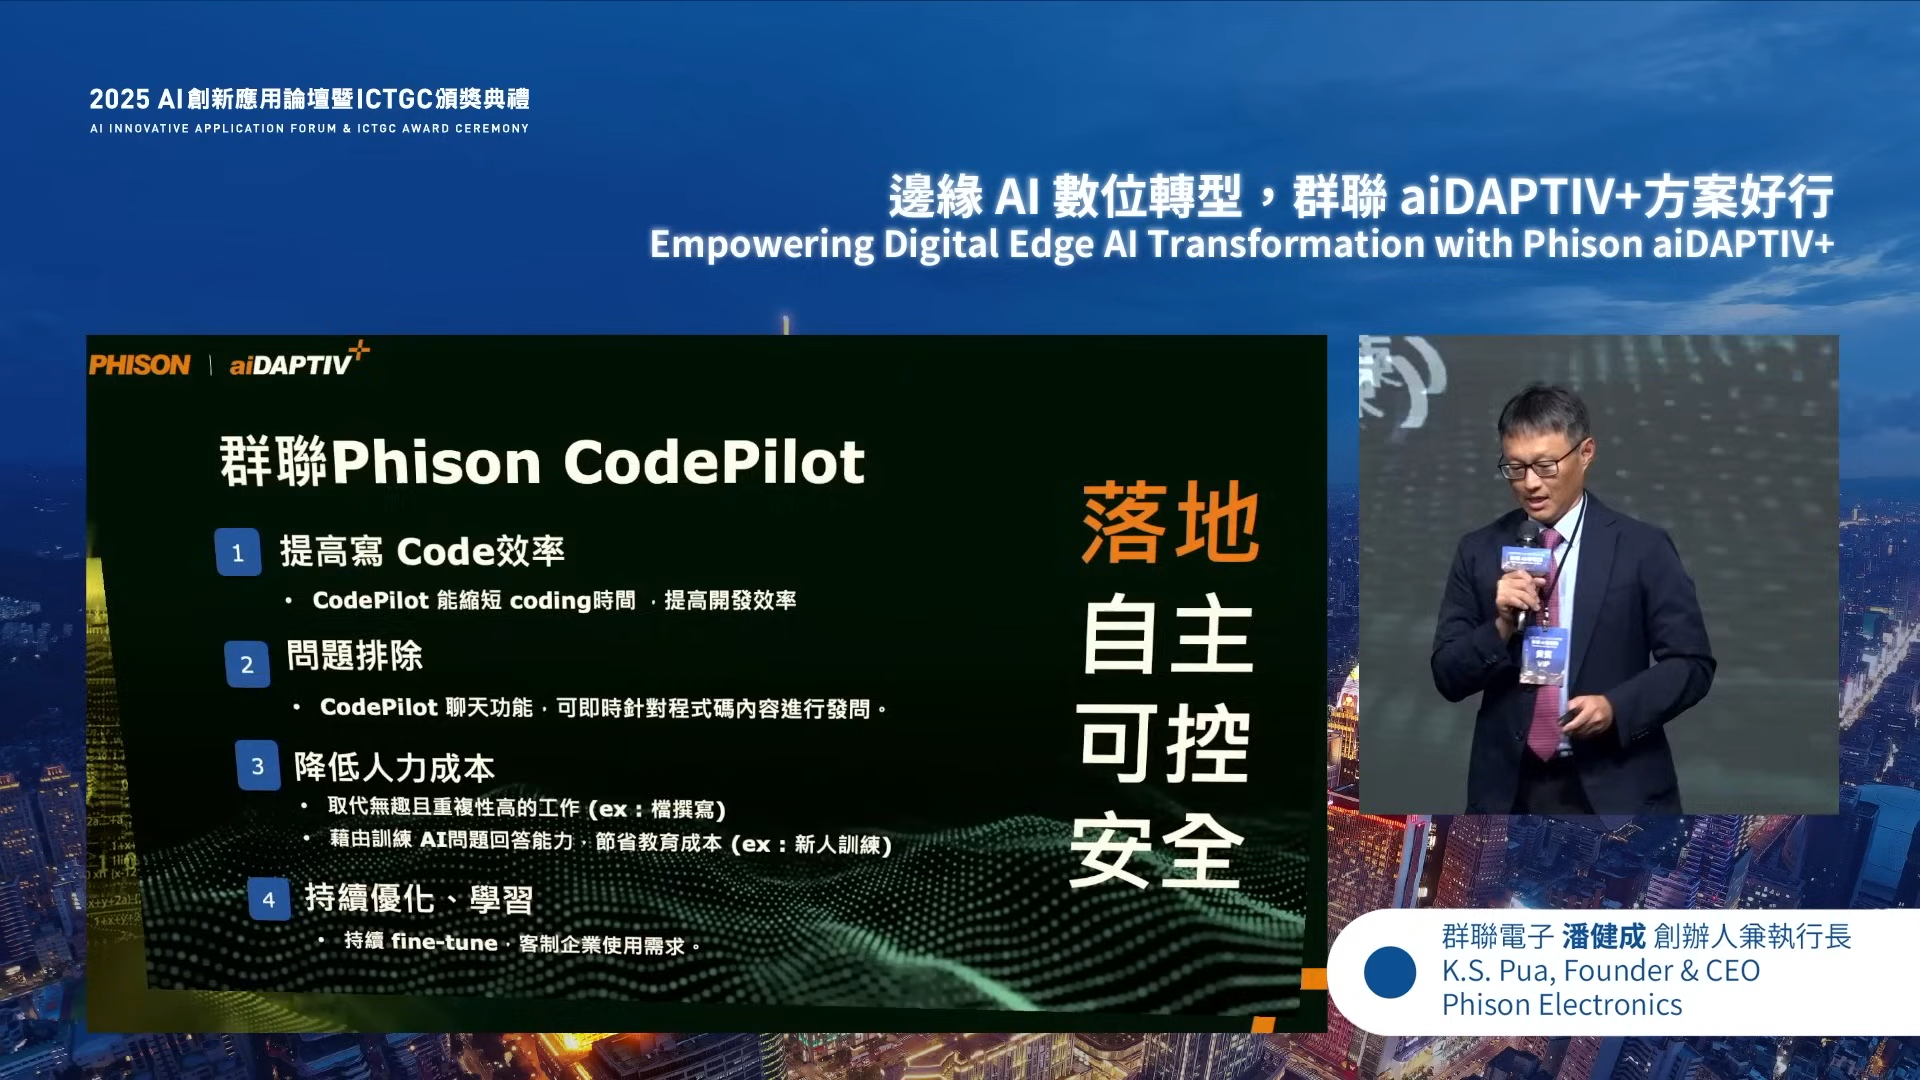 2025 AI創新應用論壇暨ICTGC頒獎典禮
AI INNOVATIVE APPLICATION FORUM & ICTGC AWARD CEREMONY
邊緣 AI 數位轉型，群聯 aiDAPTIV+方案好行
Empowering Digital Edge AI Transformation with Phison aiDAPTIV+
PHISON | aiDAPTIV+
群聯Phison CodePilot
1 提高寫 Code效率
• CodePilot 能縮短 coding時間，提高開發效率
2 問題排除
• CodePilot 聊天功能，可即時針對程式碼內容進行發問。
3 降低人力成本
• 取代無趣且重複性高的工作 (ex : 檔撰寫)
• 藉由訓練 AI問題回答能力，節省教育成本 (ex : 新人訓練)
4 持續優化、學習
• 持續 fine-tune，客制企業使用需求。
落地
自主
可控
安全
VIP
群聯電子 潘健成 創辦人兼執行長
K.S. Pua, Founder & CEO
Phison Electronics